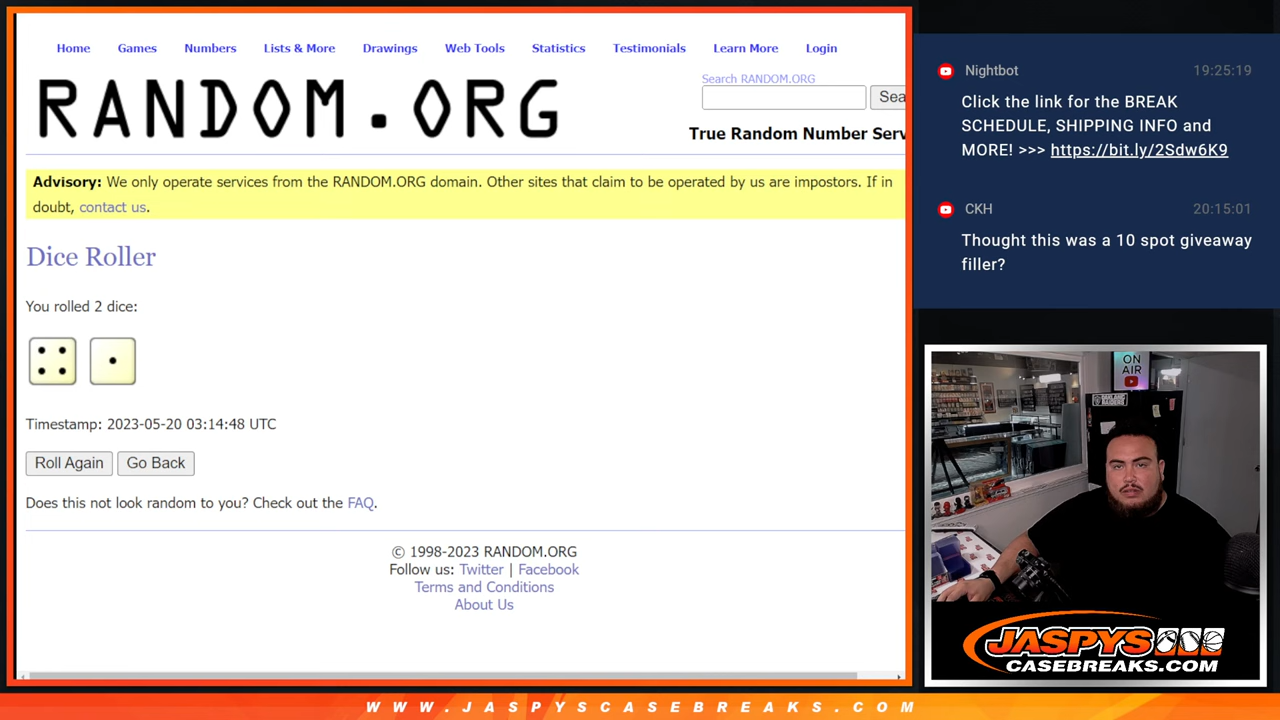 Home Games Numbers Lists & More Drawings Web Tools Statistics Testimonials Learn More Login
RANDOM.ORG
Search RANDOM.ORG
Sea
True Random Number Serv
Advisory: We only operate services from the RANDOM.ORG domain. Other sites that claim to be operated by us are impostors. If in
doubt, contact us.
Dice Roller
You rolled 2 dice:
Timestamp: 2023-05-20 03:14:48 UTC
Roll Again Go Back
Does this not look random to you? Check out the FAQ.
© 1998-2023 RANDOM.ORG
Follow us: Twitter | Facebook
Terms and Conditions
About Us
Nightbot 19:25:19
Click the link for the BREAK
SCHEDULE, SHIPPING INFO and
MORE! >>> https://bit.ly/2Sdw6K9
CKH 20:15:01
Thought this was a 10 spot giveaway
filler?
ON
AIR
JASPYS
CASEBREAKS.COM
WWW.JASPYSCASEBREAKS.COM